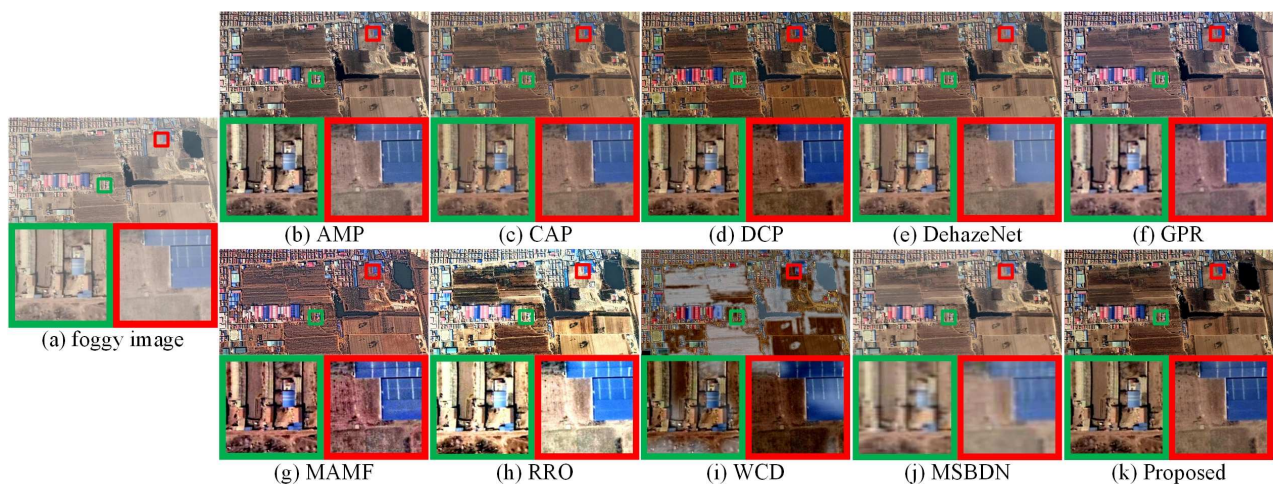 (b) AMP
(c) CAP
(d) DCP
(e) DehazeNet
(f) GPR
(a) foggy image
(g) MAMF
(h) RRO
(i) WCD
(j) MSBDN
(k) Proposed